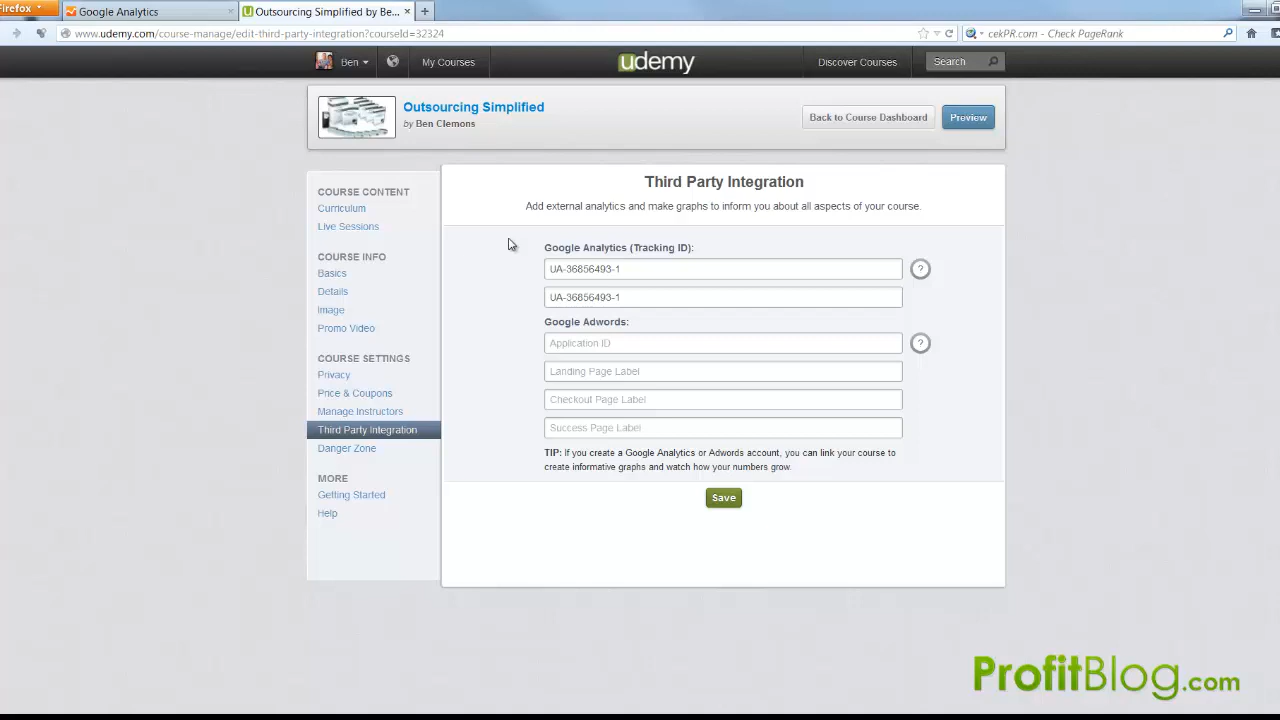 Firefox
Google Analytics
Outsourcing Simplified by Be...
www.udemy.com/course-manage/edit-third-party-integration?courseId=32324
cekPR.com - Check PageRank
Ben
My Courses
udemy
Discover Courses
Search
Outsourcing Simplified
by Ben Clemons
Back to Course Dashboard
Preview
COURSE CONTENT
Curriculum
Live Sessions
COURSE INFO
Basics
Details
Image
Promo Video
COURSE SETTINGS
Privacy
Price & Coupons
Manage Instructors
Third Party Integration
Danger Zone
MORE
Getting Started
Help
Third Party Integration
Add external analytics and make graphs to inform you about all aspects of your course.
Google Analytics (Tracking ID):
UA-36856493-1
?
UA-36856493-1
Google Adwords:
Application ID
?
Landing Page Label
Checkout Page Label
Success Page Label
TIP: If you create a Google Analytics or Adwords account, you can link your course to
create informative graphs and watch how your numbers grow.
Save
ProfitBlog.com